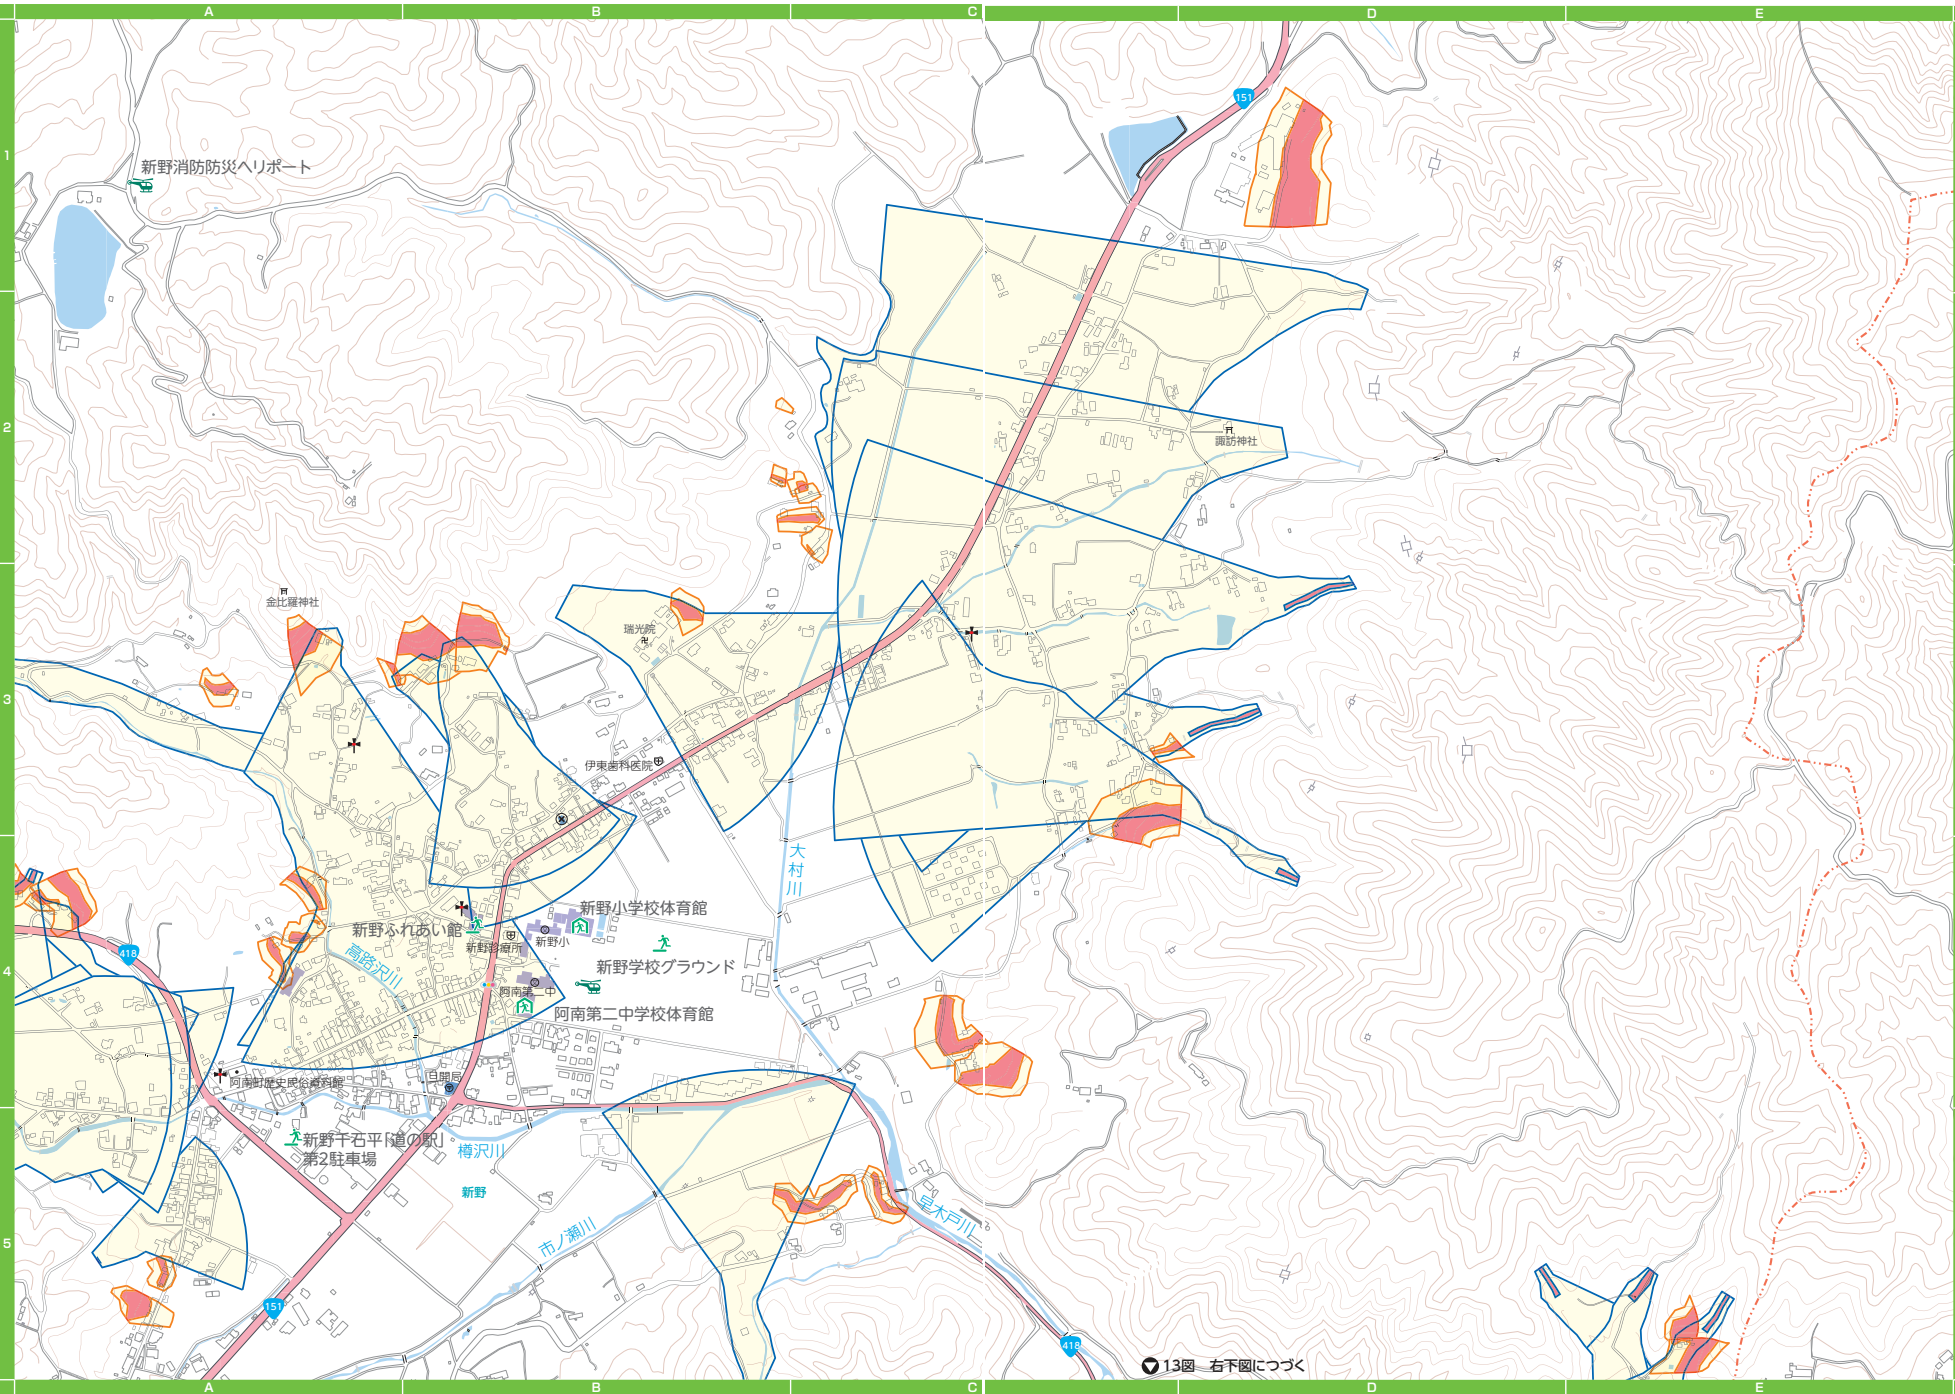 A B C D E
1
151
新野消防防災ヘリポート
2
諏訪神社
金比羅神社
瑞光院
3
伊東歯科医院
大村川
新野小学校体育館
新野ふれあい館
新野診療所
新野小
4
418
高路沢川
新野学校グラウンド
阿南第二中
阿南第二中学校体育館
阿南町歴史民俗資料館
旦開局
新野千石平「道の駅」
第2駐車場
樽沢川
新野
早木戸川
市ノ瀬川
5
151
418
13図 右下図につづく
A B C D E